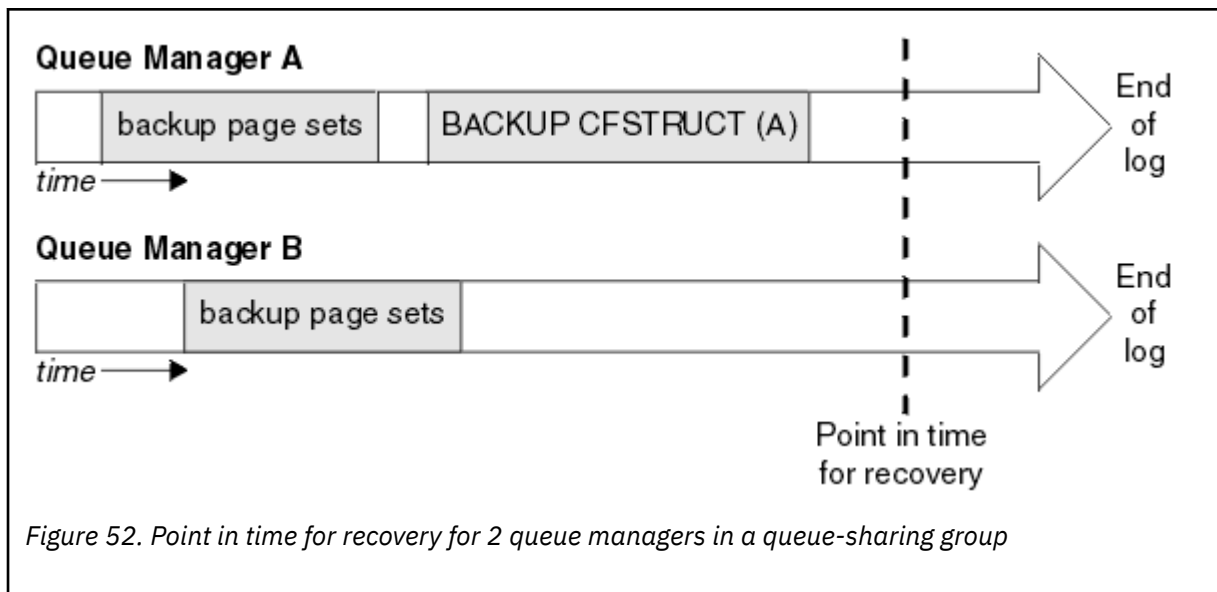 Queue Manager A
backup page sets
BACKUP CFSTRUCT (A)
End
of
log
time
Queue Manager B
backup page sets
End
of
log
time
Point in time
for recovery
Figure 52. Point in time for recovery for 2 queue managers in a queue-sharing group